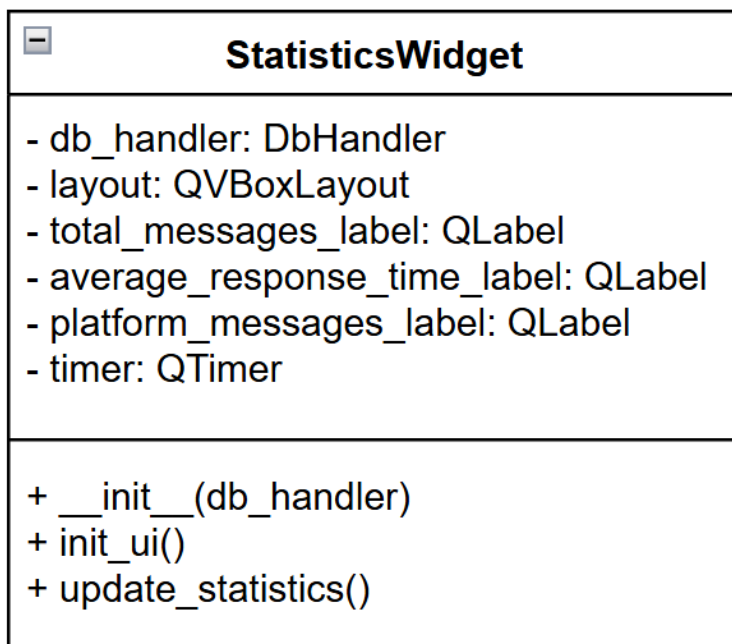 StatisticsWidget
- db_handler: DbHandler
- layout: QVBoxLayout
- total_messages_label: QLabel
- average_response_time_label: QLabel
- platform_messages_label: QLabel
- timer: QTimer
+ __init__(db_handler)
+ init_ui()
+ update_statistics()